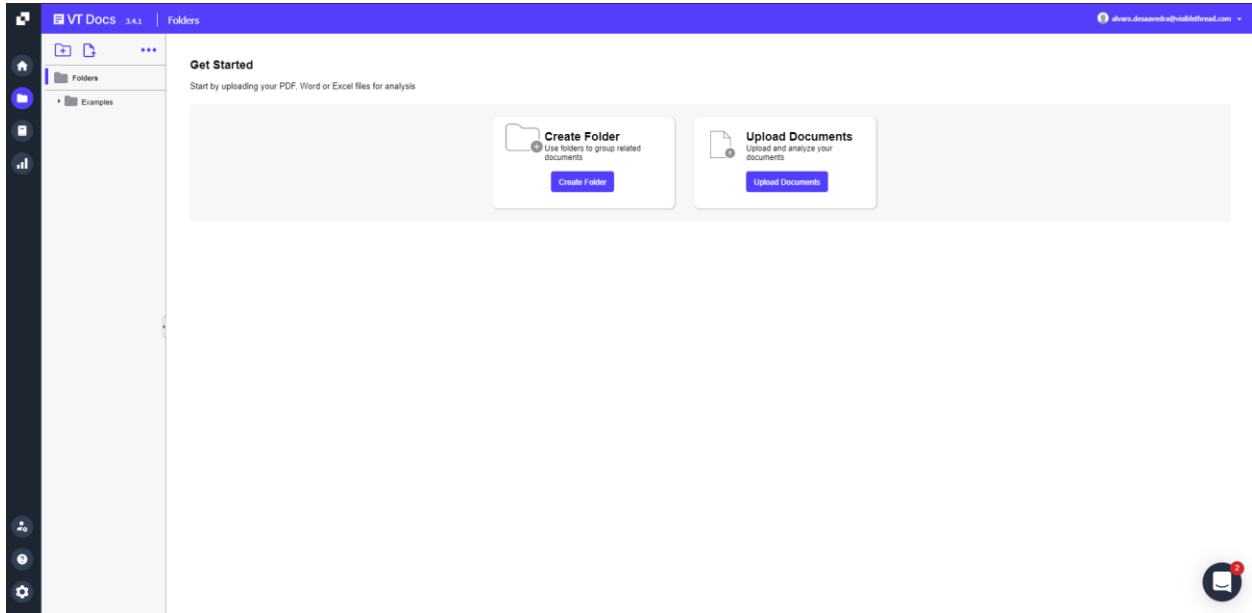 VT Docs 3.4.1 Folders
alvaro.desaavedra@visiblethread.com
Folders
Examples
Get Started
Start by uploading your PDF, Word or Excel files for analysis
Create Folder
Use folders to group related
documents
Create Folder
Upload Documents
Upload and analyze your
documents
Upload Documents
2